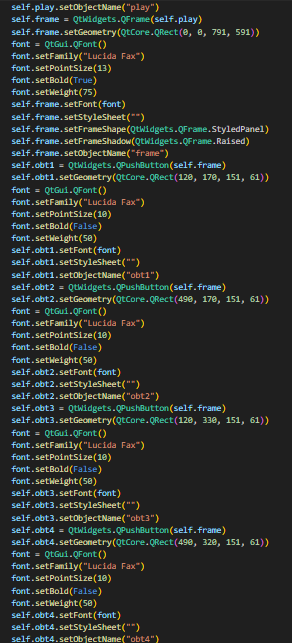 self.play.setObjectName("play")
self.frame = QtWidgets.QFrame(self.play)
self.frame.setGeometry(QtCore.QRect(0, 0, 791, 591))
font = QtGui.QFont()
font.setFamily("Lucida Fax")
font.setPointSize(13)
font.setBold(True)
font.setWeight(75)
self.frame.setFont(font)
self.frame.setStyleSheet("")
self.frame.setFrameShape(QtWidgets.QFrame.StyledPanel)
self.frame.setFrameShadow(QtWidgets.QFrame.Raised)
self.frame.setObjectName("frame")
self.obt1 = QtWidgets.QPushButton(self.frame)
self.obt1.setGeometry(QtCore.QRect(120, 170, 151, 61))
font = QtGui.QFont()
font.setFamily("Lucida Fax")
font.setPointSize(10)
font.setBold(False)
font.setWeight(50)
self.obt1.setFont(font)
self.obt1.setStyleSheet("")
self.obt1.setObjectName("obt1")
self.obt2 = QtWidgets.QPushButton(self.frame)
self.obt2.setGeometry(QtCore.QRect(490, 170, 151, 61))
font = QtGui.QFont()
font.setFamily("Lucida Fax")
font.setPointSize(10)
font.setBold(False)
font.setWeight(50)
self.obt2.setFont(font)
self.obt2.setStyleSheet("")
self.obt2.setObjectName("obt2")
self.obt3 = QtWidgets.QPushButton(self.frame)
self.obt3.setGeometry(QtCore.QRect(120, 330, 151, 61))
font = QtGui.QFont()
font.setFamily("Lucida Fax")
font.setPointSize(10)
font.setBold(False)
font.setWeight(50)
self.obt3.setFont(font)
self.obt3.setStyleSheet("")
self.obt3.setObjectName("obt3")
self.obt4 = QtWidgets.QPushButton(self.frame)
self.obt4.setGeometry(QtCore.QRect(490, 320, 151, 61))
font = QtGui.QFont()
font.setFamily("Lucida Fax")
font.setPointSize(10)
font.setBold(False)
font.setWeight(50)
self.obt4.setFont(font)
self.obt4.setStyleSheet("")
self.obt4.setObjectName("obt4")